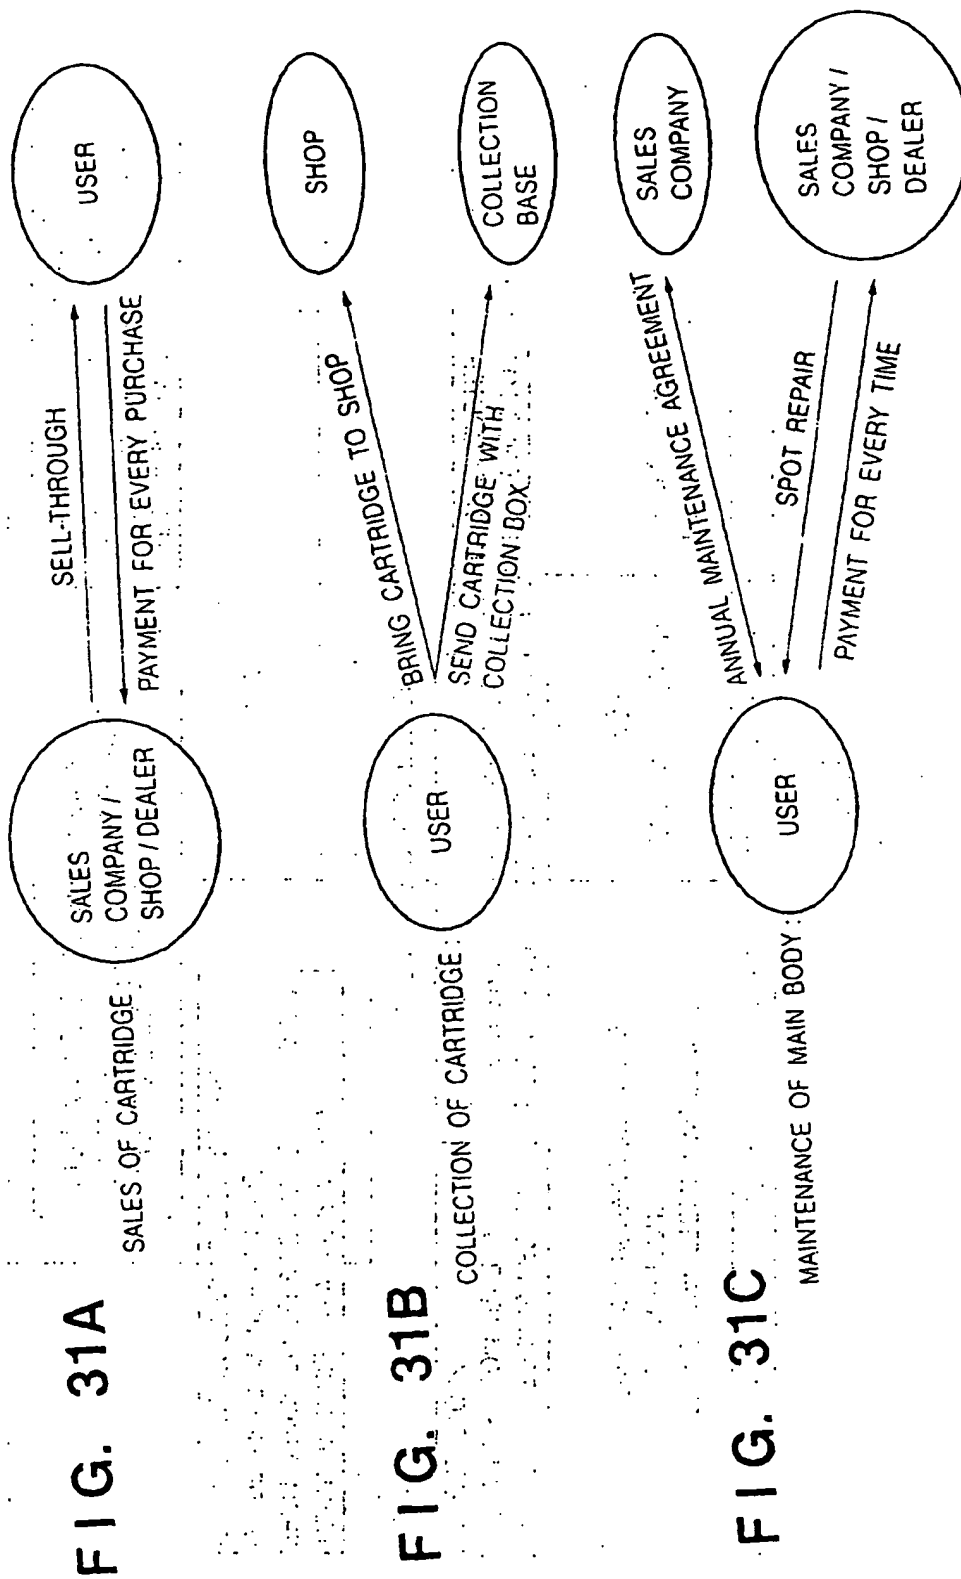 FIG. 31A
SALES OF CARTRIDGE :
SALES
COMPANY /
SHOP / DEALER
SELL-THROUGH
PAYMENT FOR EVERY PURCHASE
USER
FIG. 31B
COLLECTION OF CARTRIDGE :
USER
BRING CARTRIDGE TO SHOP
SEND CARTRIDGE WITH
COLLECTION BOX
SHOP
COLLECTION
BASE
FIG. 31C
MAINTENANCE OF MAIN BODY :
USER
ANNUAL MAINTENANCE AGREEMENT
SPOT REPAIR
PAYMENT FOR EVERY TIME
SALES
COMPANY
SALES
COMPANY /
SHOP /
DEALER